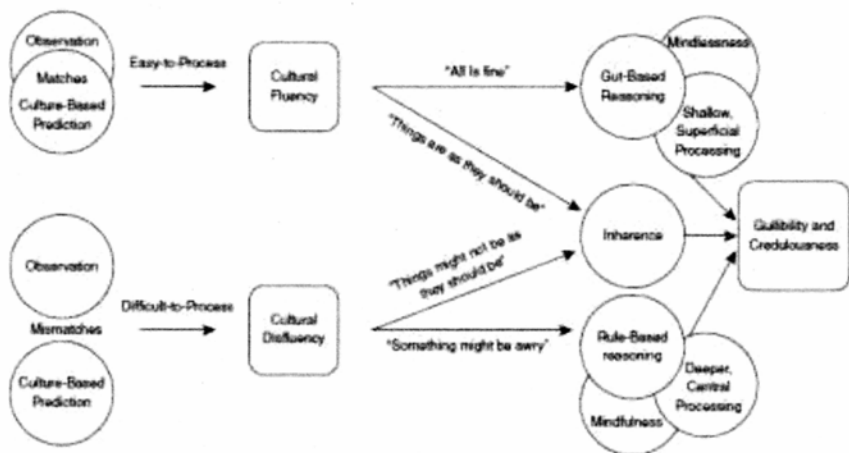 Observation
Matches
Culture-Based
Prediction
Easy-to-Process
Cultural
Fluency
"All is fine"
"Things are as they should be"
Gut-Based
Reasoning
Mindlessness
Shallow,
Superficial
Processing
Inherence
Gullibility and
Credulousness
Observation
Mismatches
Culture-Based
Prediction
Difficult-to-Process
Cultural
Disfluency
"Things might not be as
they should be"
"Something might be awry"
Rule-Based
reasoning
Deeper,
Central
Processing
Mindfulness